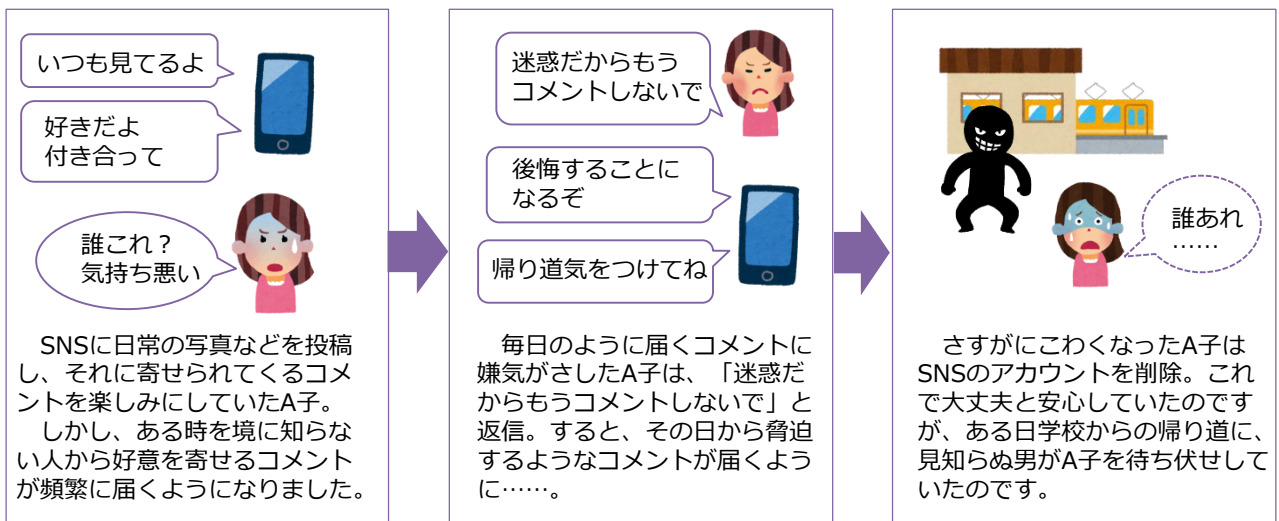 いつも見てるよ
好きだよ
付き合って
誰これ？
気持ち悪い
　SNSに日常の写真などを投稿
し、それに寄せられてくるコメ
ントを楽しみにしていたA子。
　しかし、ある時を境に知らな
い人から好意を寄せるコメント
が頻繁に届くようになりました。
迷惑だからもう
コメントしないで
後悔することに
なるぞ
帰り道気をつけてね
　毎日のように届くコメントに
嫌気がさしたA子は、「迷惑だ
からもうコメントしないで」と
返信。すると、その日から脅迫
するようなコメントが届くよう
に……。
誰あれ
……
　さすがにこわくなったA子は
SNSのアカウントを削除。これ
で大丈夫と安心していたのです
が、ある日学校からの帰り道に、
見知らぬ男がA子を待ち伏せして
いたのです。